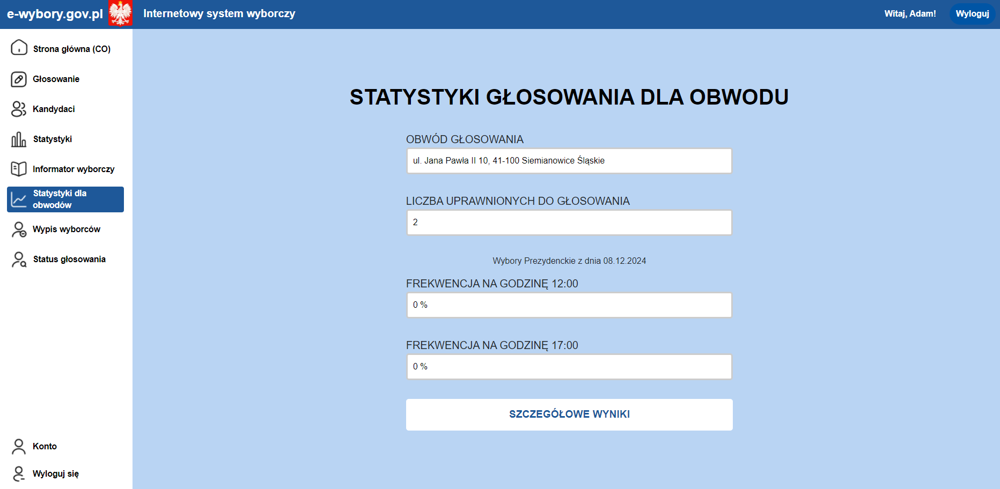 e-wybory.gov.pl
Internetowy system wyborczy
Witaj, Adam!
Wyloguj
Strona główna (CO)
Głosowanie
Kandydaci
Statystyki
Informator wyborczy
Statystyki dla
obwodów
Wypis wyborców
Status głosowania
Konto
Wyloguj się
STATYSTYKI GŁOSOWANIA DLA OBWODU
OBWÓD GŁOSOWANIA
ul. Jana Pawła II 10, 41-100 Siemianowice Śląskie
LICZBA UPRAWNIONYCH DO GŁOSOWANIA
2
Wybory Prezydenckie z dnia 08.12.2024
FREKWENCJA NA GODZINĘ 12:00
0 %
FREKWENCJA NA GODZINĘ 17:00
0 %
SZCZEGÓŁOWE WYNIKI